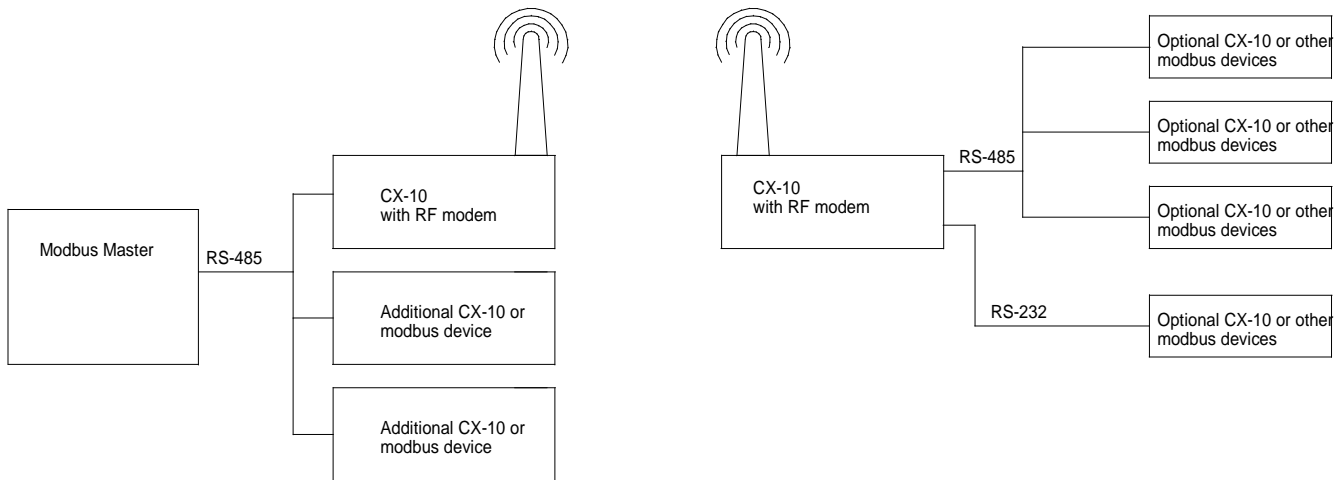 Modbus Master
RS-485
CX-10
with RF modem
Additional CX-10 or
modbus device
Additional CX-10 or
modbus device
CX-10
with RF modem
RS-485
RS-232
Optional CX-10 or other
modbus devices
Optional CX-10 or other
modbus devices
Optional CX-10 or other
modbus devices
Optional CX-10 or other
modbus devices